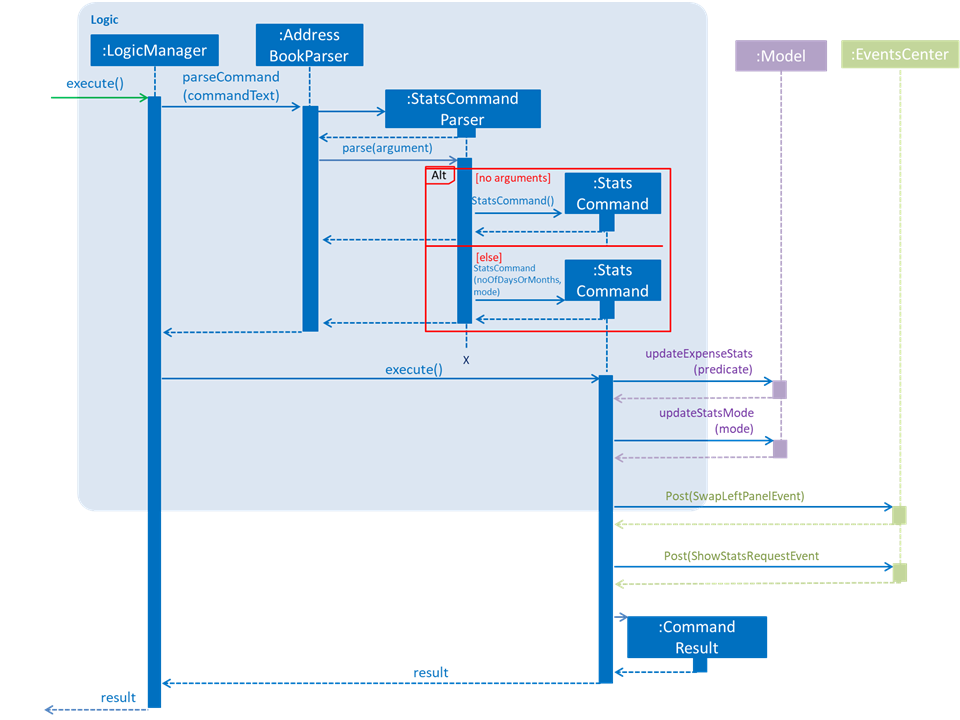 Logic
:LogicManager
:Address
BookParser
:Model
:EventsCenter
execute()
parseCommand
(commandText)
:StatsCommand
Parser
parse(argument)
Alt
[no arguments]
:Stats
Command
StatsCommand()
[else]
StatsCommand
(noOfDaysOrMonths,
mode)
:Stats
Command
X
execute()
updateExpenseStats
(predicate)
updateStatsMode
(mode)
Post(SwapLeftPanelEvent)
Post(ShowStatsRequestEvent
:Command
Result
result
result